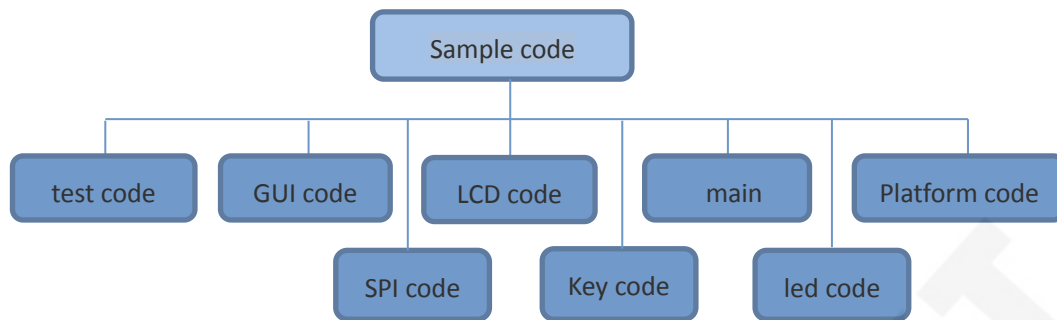 Sample code
test code
GUI code
LCD code
main
Platform code
SPI code
Key code
led code